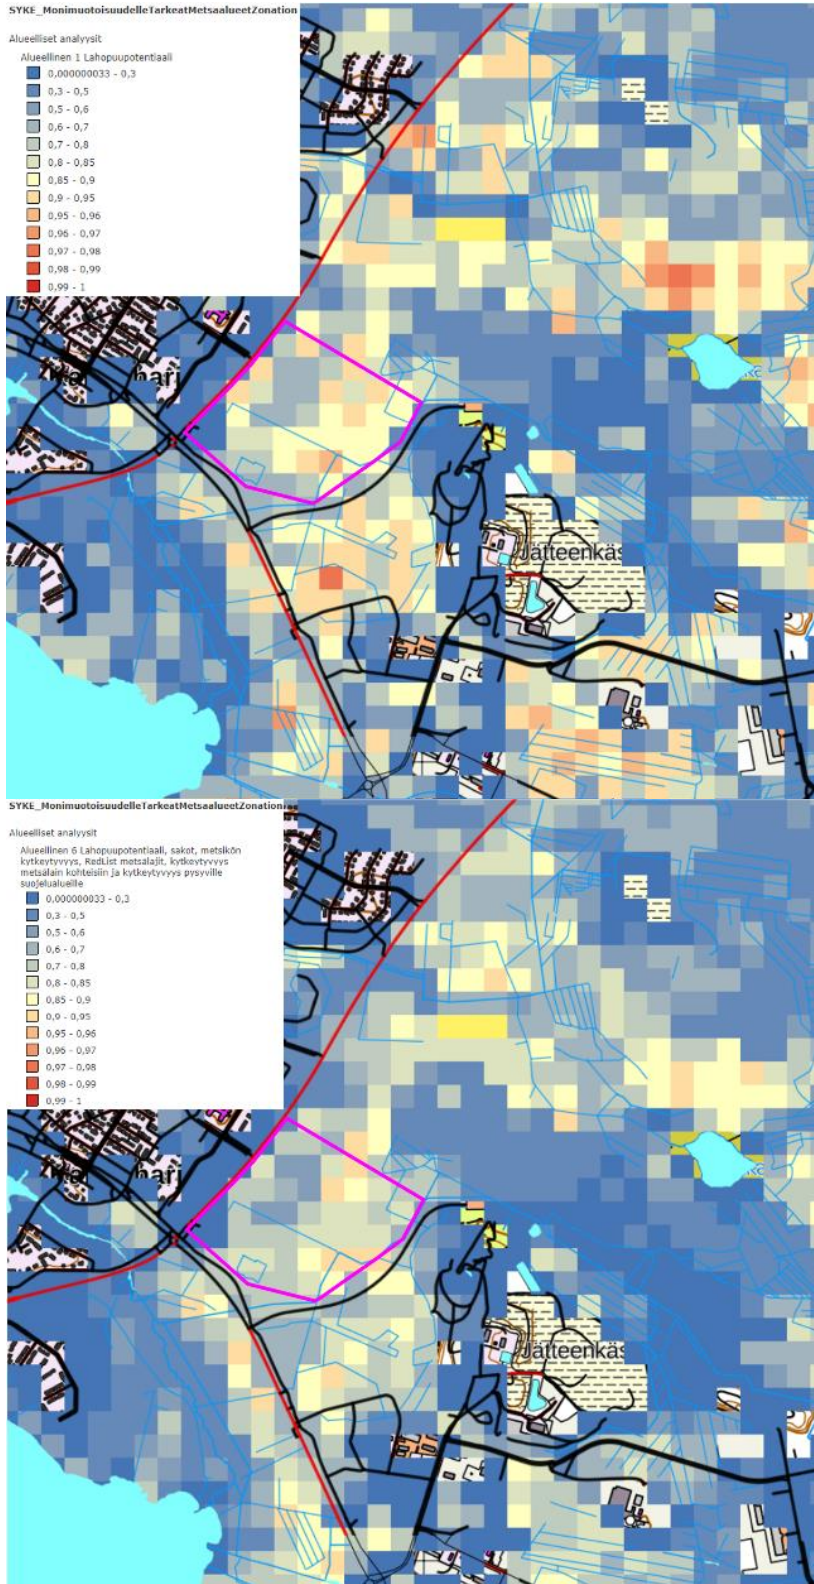 SYKE_MonimuotoisuudelleTarkeatMetsaalueetZonation
Alueelliset analyysit
Alueellinen 1 Lahopuupotentiaali
0,000000033 - 0,3
0,3 - 0,5
0,5 - 0,6
0,6 - 0,7
0,7 - 0,8
0,8 - 0,85
0,85 - 0,9
0,9 - 0,95
0,95 - 0,96
0,96 - 0,97
0,97 - 0,98
0,98 - 0,99
0,99 - 1
Jätteenkäs
SYKE_MonimuotoisuudelleTarkeatMetsaalueetZonation
Alueelliset analyysit
Alueellinen 6 Lahopuupotentiaali, sakot, metsikön
kytkeytyvyys, RedList metsälajit, kytkeytyvyys
metsälain kohteisiin ja kytkeytyvyys pysyville
suojelualueille
0,000000033 - 0,3
0,3 - 0,5
0,5 - 0,6
0,6 - 0,7
0,7 - 0,8
0,8 - 0,85
0,85 - 0,9
0,9 - 0,95
0,95 - 0,96
0,96 - 0,97
0,97 - 0,98
0,98 - 0,99
0,99 - 1
Jätteenkäs